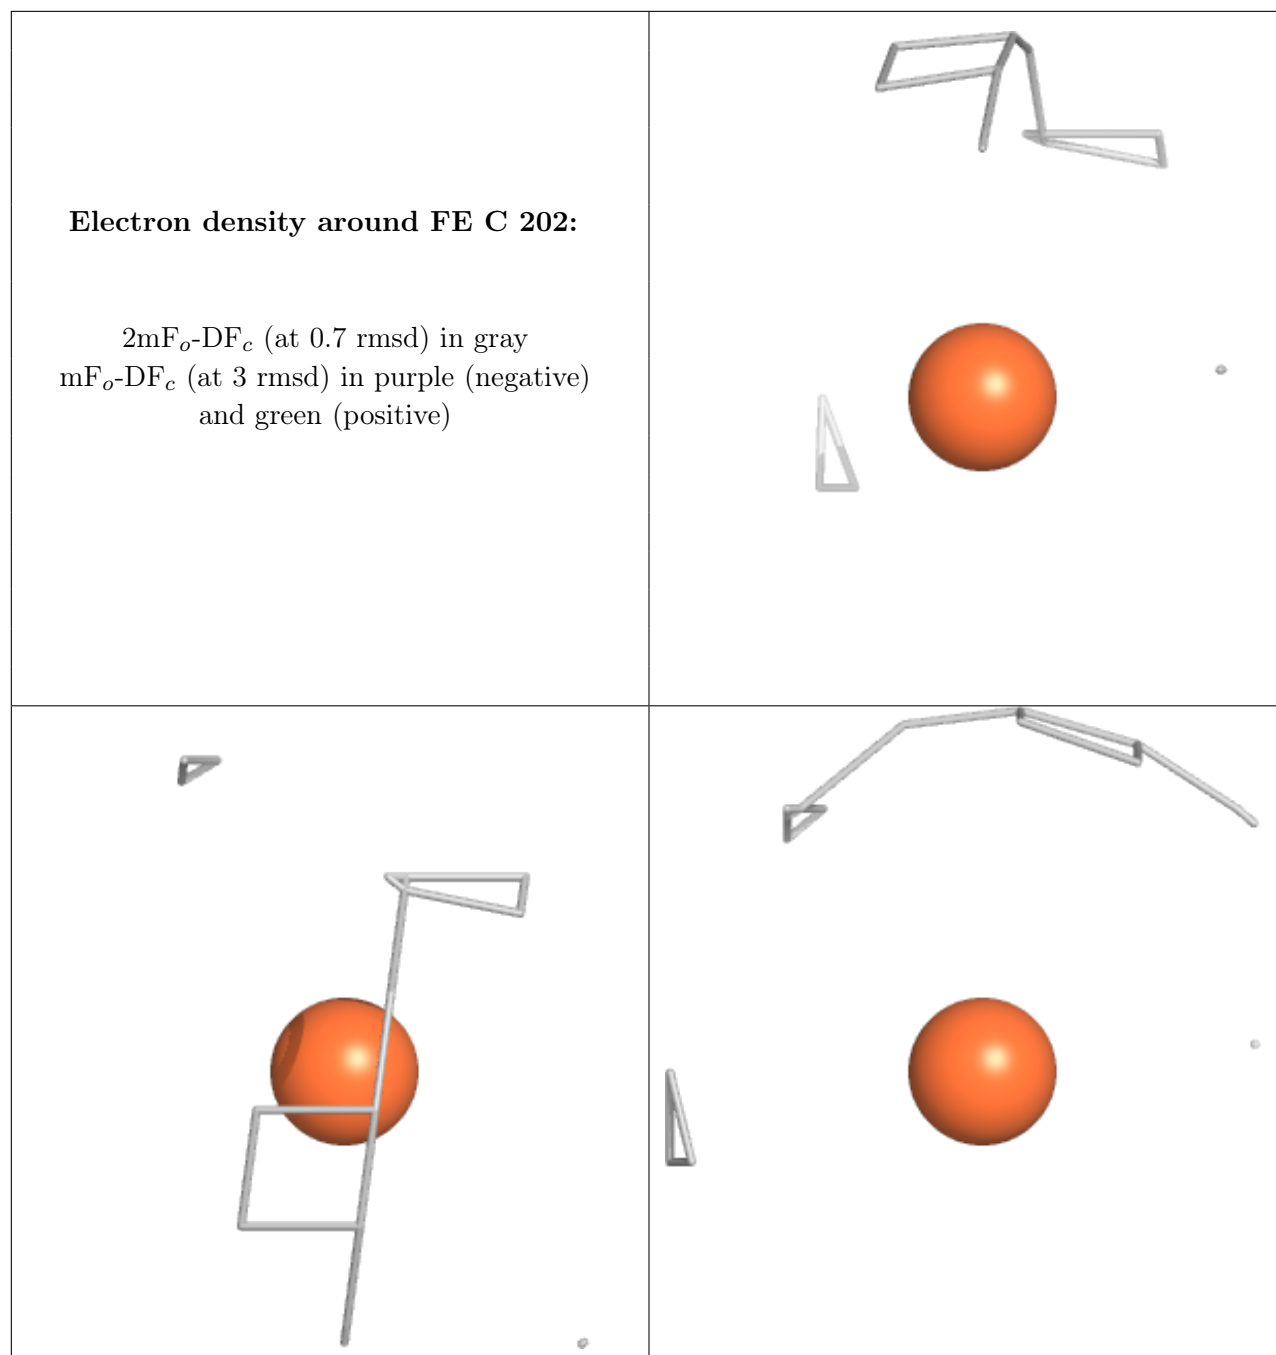 Electron density around FE C 202:
2mFo-DFc (at 0.7 rmsd) in gray
mFo-DFc (at 3 rmsd) in purple (negative)
and green (positive)